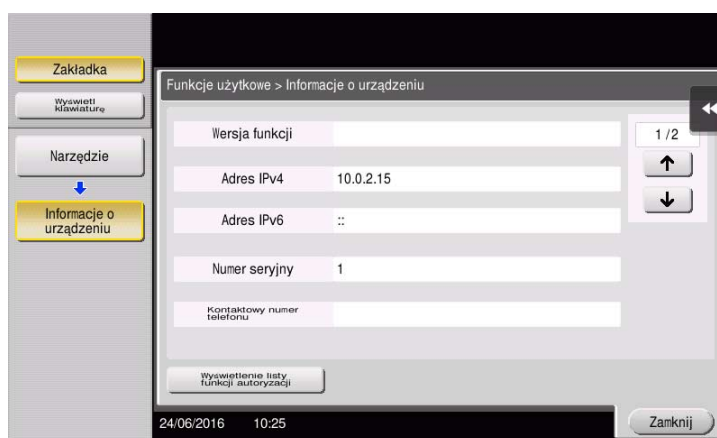 Zakładka
Wyświetl
klawiaturę
Narzędzie
Informacje o
urządzeniu
Funkcje użytkowe > Informacje o urządzeniu
Wersja funkcji
1 /2
Adres IPv4 10.0.2.15
Adres IPv6 ::
Numer seryjny 1
Kontaktowy numer
telefonu
Wyświetlenie listy
funkcji autoryzacji
24/06/2016 10:25
Zamknij